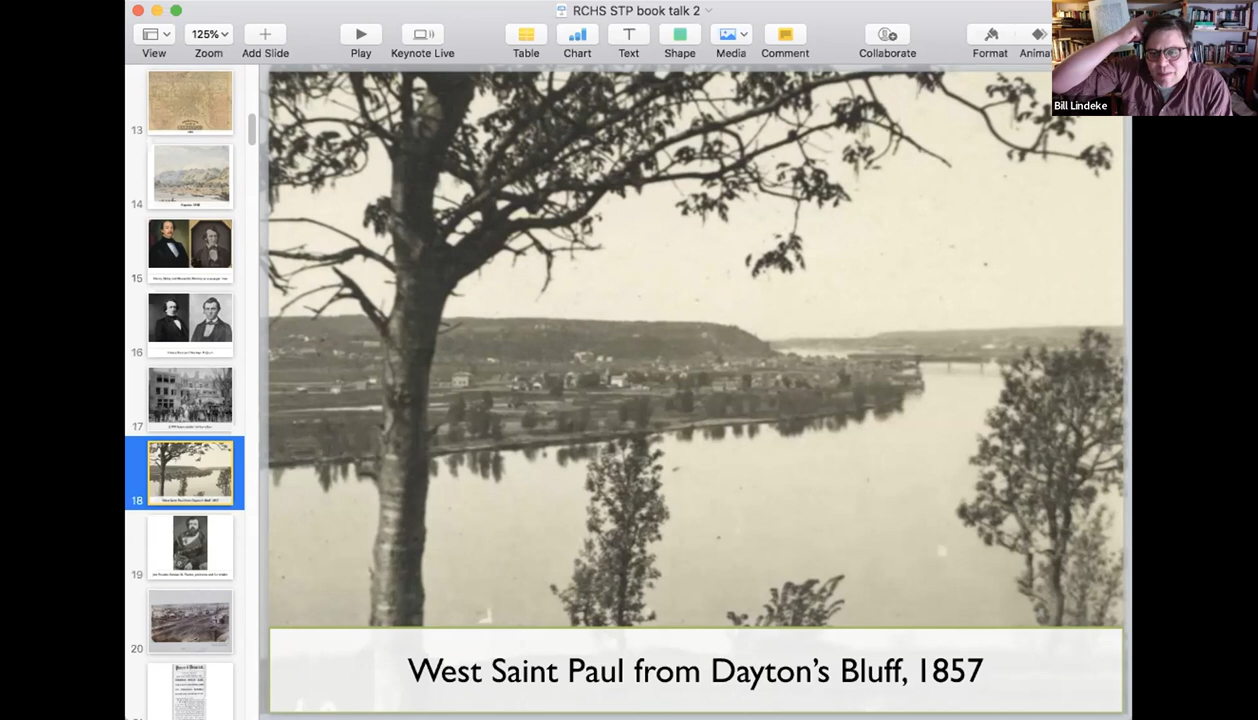 RCHS STP book talk 2
125%
View
Zoom
Add Slide
Play
Keynote Live
Table
Chart
Text
Shape
Media
Comment
Collaborate
Format
Animat
Bill Lindeke
13
14
15
16
17
18
19
20
West Saint Paul from Dayton's Bluff, 1857